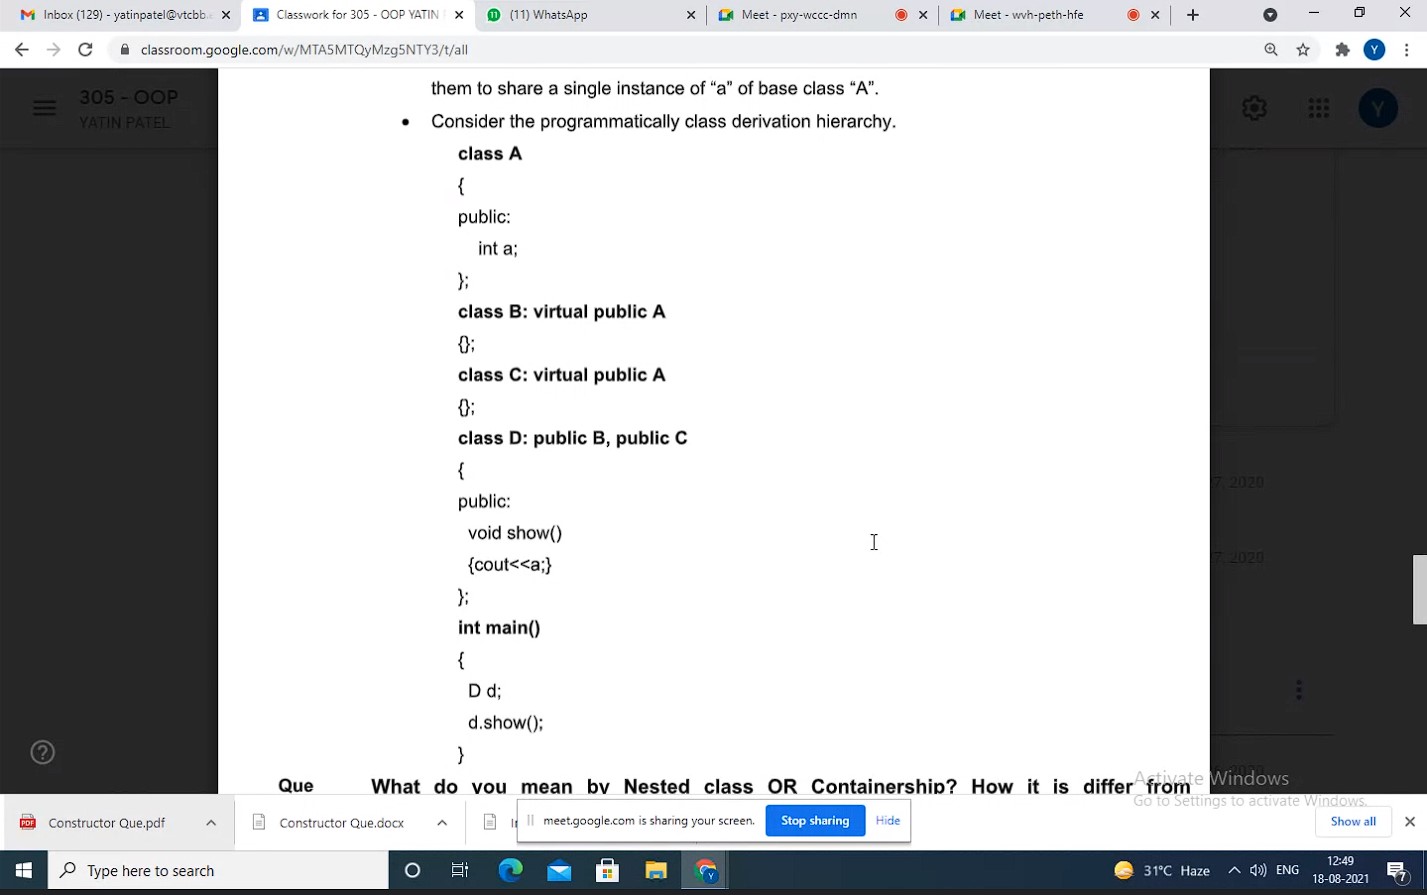 Inbox (129) - yatinpatel@vtcbb.
Classwork for 305 - OOP YATIN
(11) WhatsApp
Meet - pxy-wccc-dmn
Meet - wvh-peth-hfe
classroom.google.com/w/MTA5MTQyMzg5NTY3/t/all
Y
305 - OOP
YATIN PATEL
Y
them to share a single instance of “a” of base class “A”.
• Consider the programmatically class derivation hierarchy.
class A
{
public:
int a;
};
class B: virtual public A
{};
class C: virtual public A
{};
class D: public B, public C
{
7, 2020
public:
void show()
7, 2020
{cout<<a;}
};
int main()
{
D d;
d.show();
}
Que What do you mean by Nested class OR Containership? How it is differ from
Activate Windows
Go to Settings to activate Windows.
Constructor Que.pdf
Constructor Que.docx
meet.google.com is sharing your screen.
Stop sharing
Hide
Show all
Type here to search
31°C Haze
ENG
12:49
18-08-2021
7